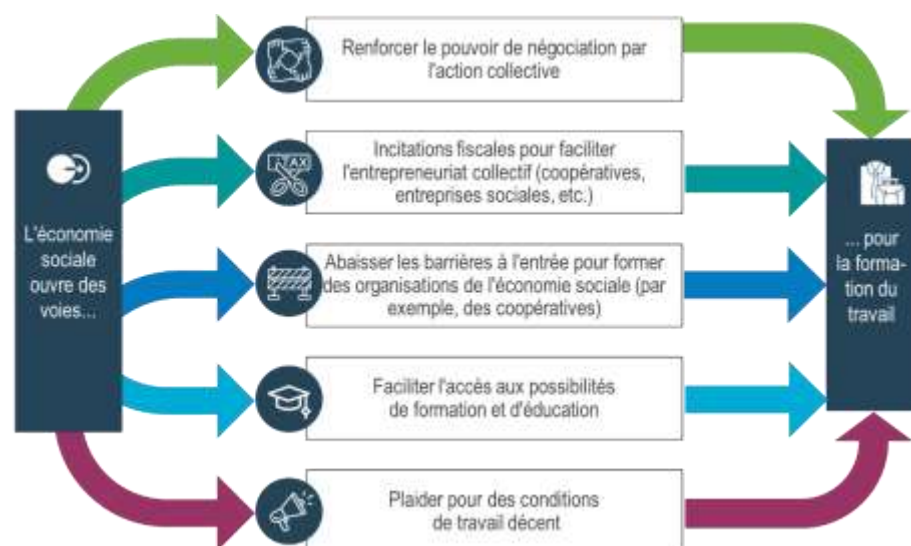 L'économie
sociale
ouvre des
voies...
Renforcer le pouvoir de négociation par
l'action collective
TAX
Incitations fiscales pour faciliter
l'entrepreneuriat collectif (coopératives,
entreprises sociales, etc.)
Abaisser les barrières à l'entrée pour former
des organisations de l'économie sociale (par
exemple, des coopératives)
Faciliter l'accès aux possibilités
de formation et d'éducation
Plaider pour des conditions
de travail décent
... pour
la forma-
tion du
travail